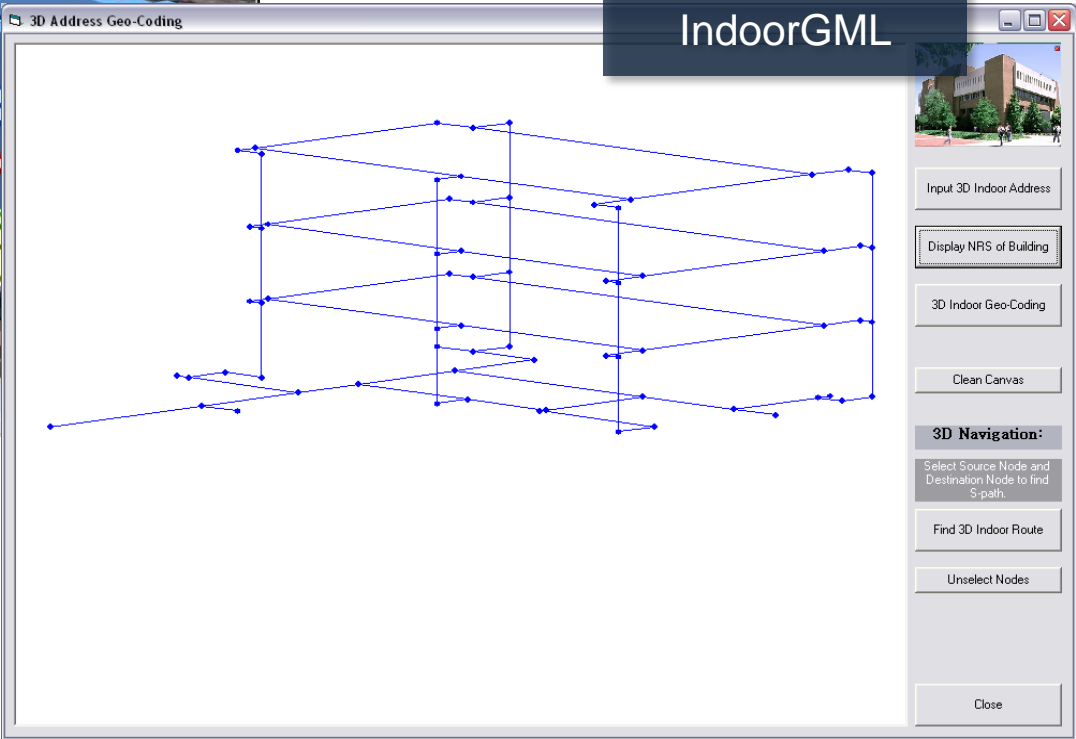 3D Address Geo-Coding
IndoorGML
Input 3D Indoor Address
Display NRS of Building
3D Indoor Geo-Coding
Clean Canvas
3D Navigation:
Select Source Node and
Destination Node to find
S-path.
Find 3D Indoor Route
Unselect Nodes
Close